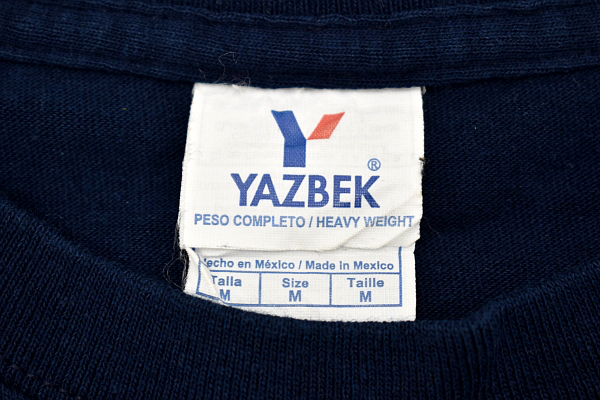 Y
YAZBEK®
PESO COMPLETO / HEAVY WEIGHT
echo en México / Made in Mexico
Talla Size Taille
M M M